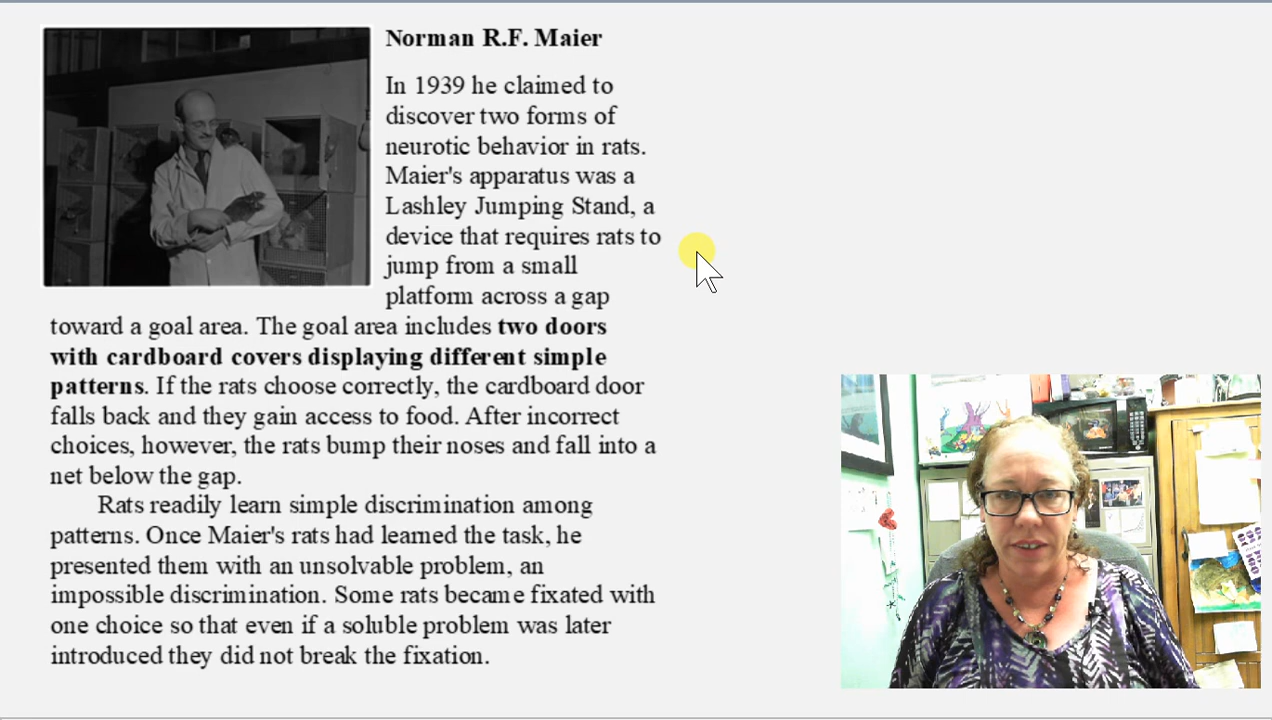 Norman R.F. Maier
In 1939 he claimed to
discover two forms of
neurotic behavior in rats.
Maier's apparatus was a
Lashley Jumping Stand, a
device that requires rats to
jump from a small
platform across a gap
toward a goal area. The goal area includes two doors
with cardboard covers displaying different simple
patterns. If the rats choose correctly, the cardboard door
falls back and they gain access to food. After incorrect
choices, however, the rats bump their noses and fall into a
net below the gap.
Rats readily learn simple discrimination among
patterns. Once Maier's rats had learned the task, he
presented them with an unsolvable problem, an
impossible discrimination. Some rats became fixated with
one choice so that even if a soluble problem was later
introduced they did not break the fixation.